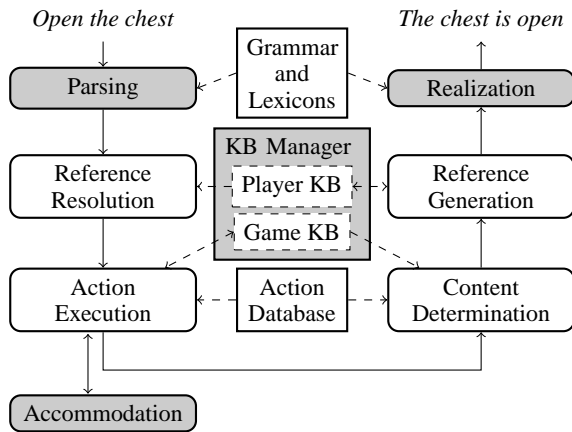 Open the chest
The chest is open
Parsing
Grammar
and
Lexicons
Realization
KB Manager
Reference
Resolution
Player KB
Reference
Generation
Game KB
Action
Execution
Action
Database
Content
Determination
Accommodation